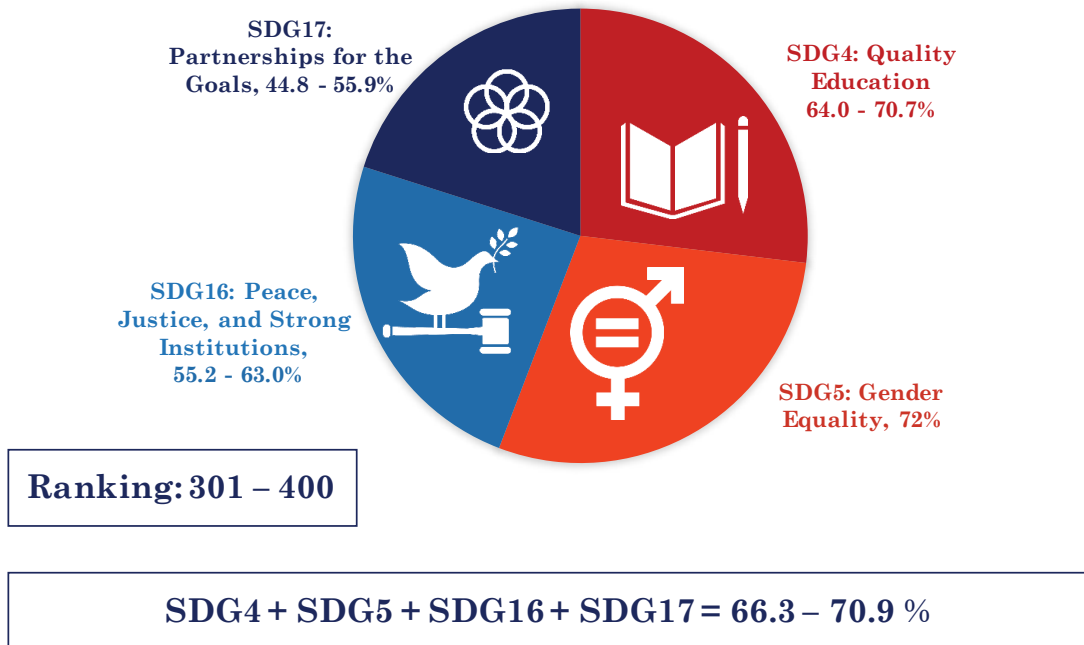 SDG17:
Partnerships for the
Goals, 44.8 - 55.9%
SDG4: Quality
Education
64.0 - 70.7%
SDG16: Peace,
Justice, and Strong
Institutions,
55.2 - 63.0%
SDG5: Gender
Equality, 72%
Ranking: 301 – 400
SDG4 + SDG5 + SDG16 + SDG17 = 66.3 – 70.9 %